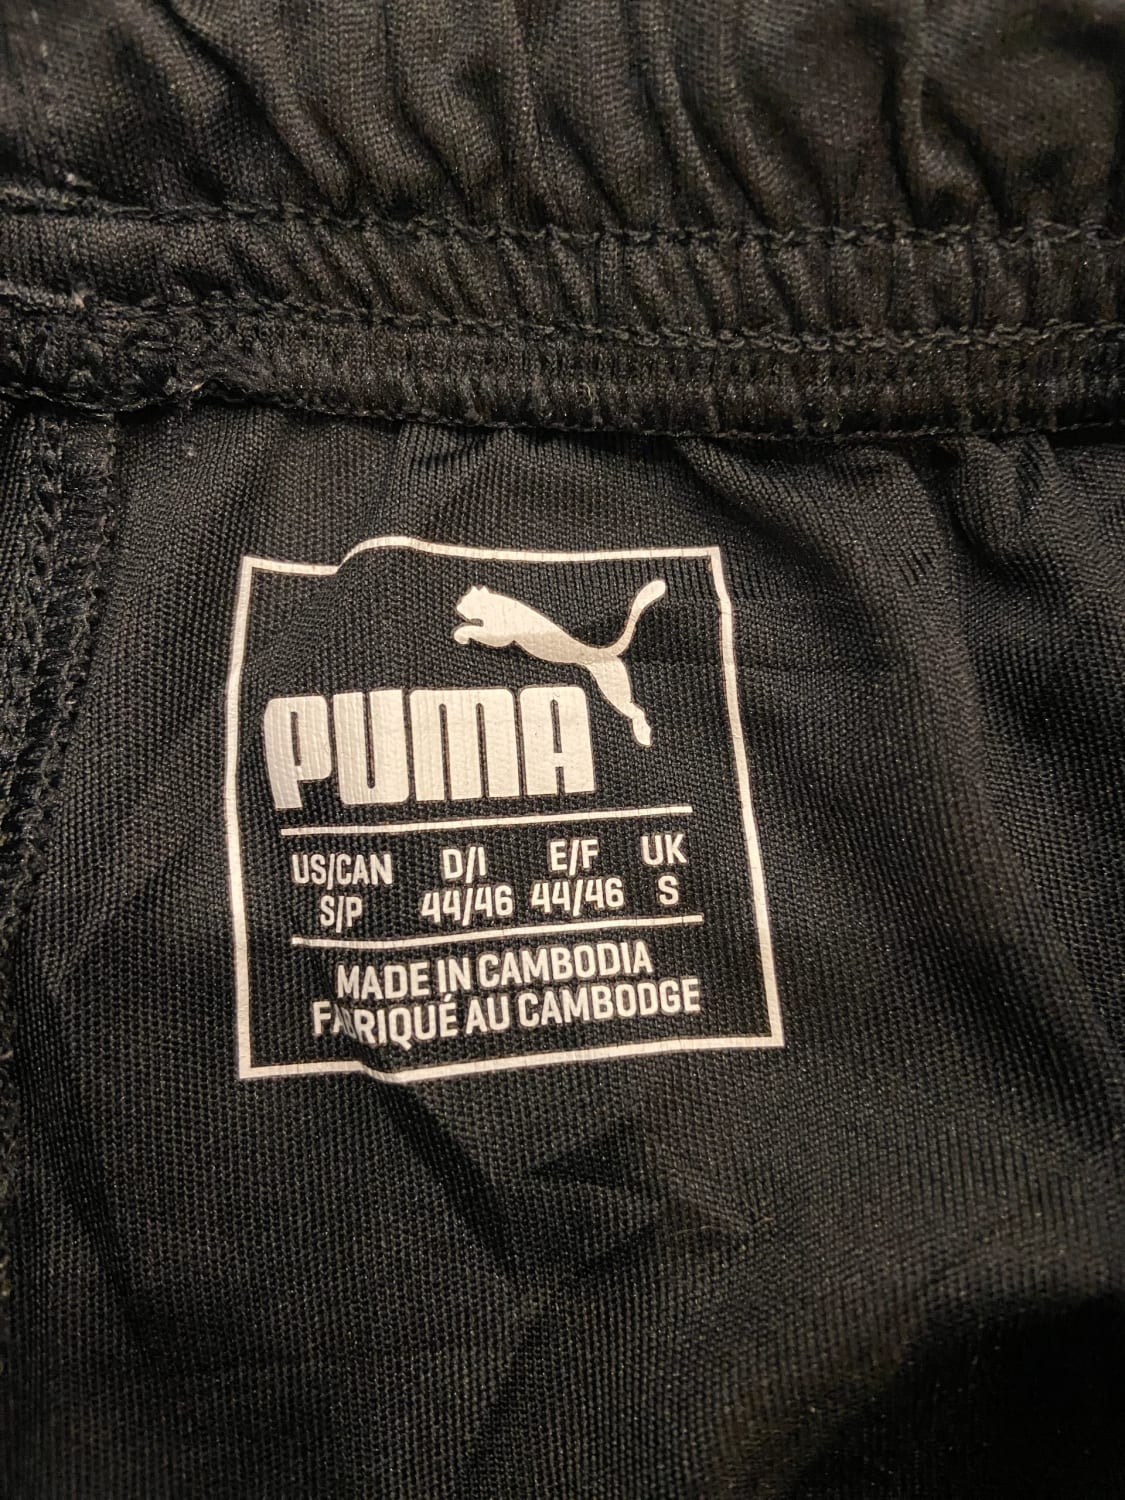 PUMA
US/CAN D/I E/F UK
S/P 44/46 44/46 S
MADE IN CAMBODIA
FABRIQUÉ AU CAMBODGE